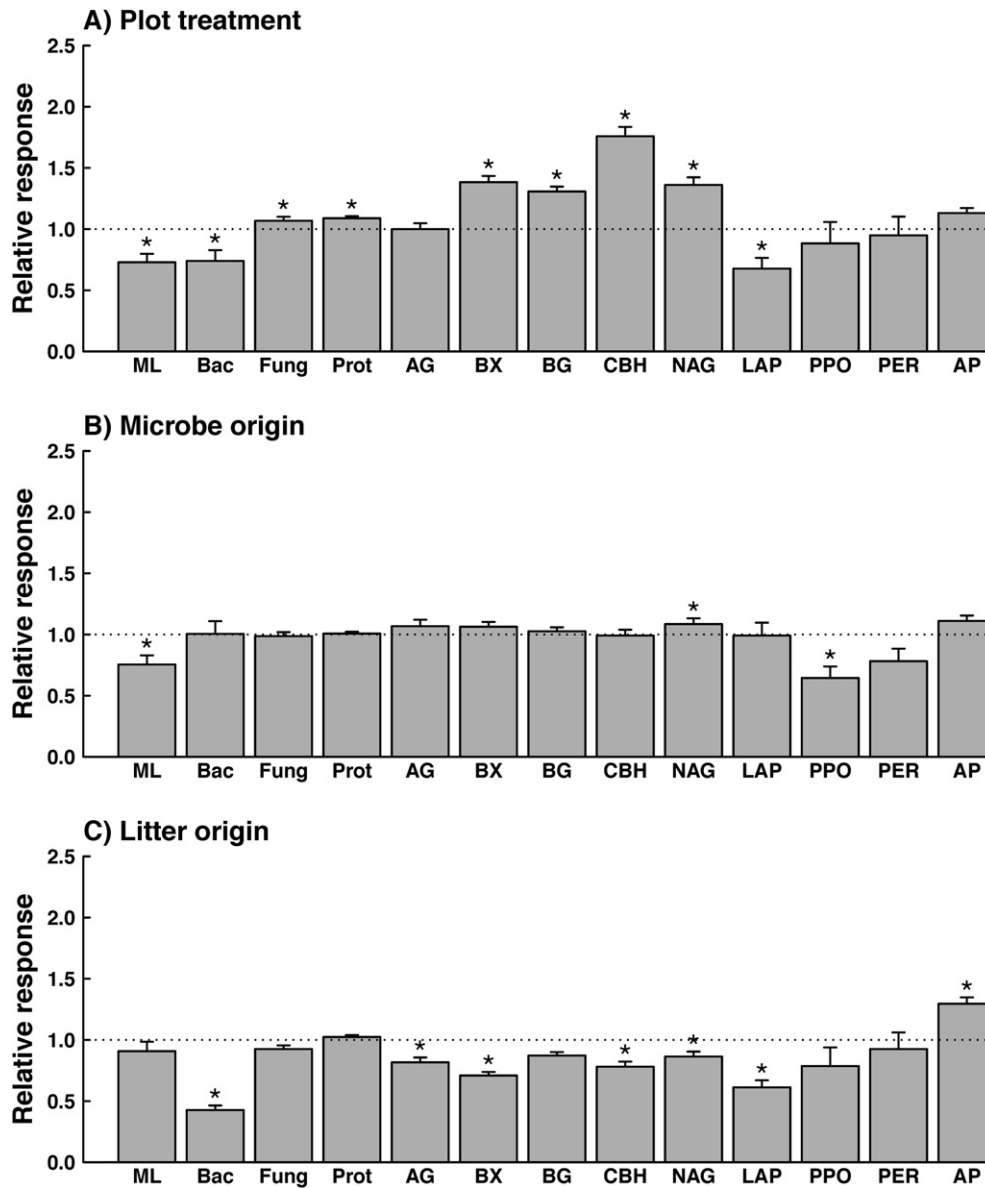 A) Plot treatment
Relative response
2.5
2.0
1.5
1.0
0.5
0.0
* * * * * * * * *
ML Bac Fung Prot AG BX BG CBH NAG LAP PPO PER AP
B) Microbe origin
Relative response
2.5
2.0
1.5
1.0
0.5
0.0
* * *
ML Bac Fung Prot AG BX BG CBH NAG LAP PPO PER AP
C) Litter origin
Relative response
2.5
2.0
1.5
1.0
0.5
0.0
* * * * * * *
ML Bac Fung Prot AG BX BG CBH NAG LAP PPO PER AP